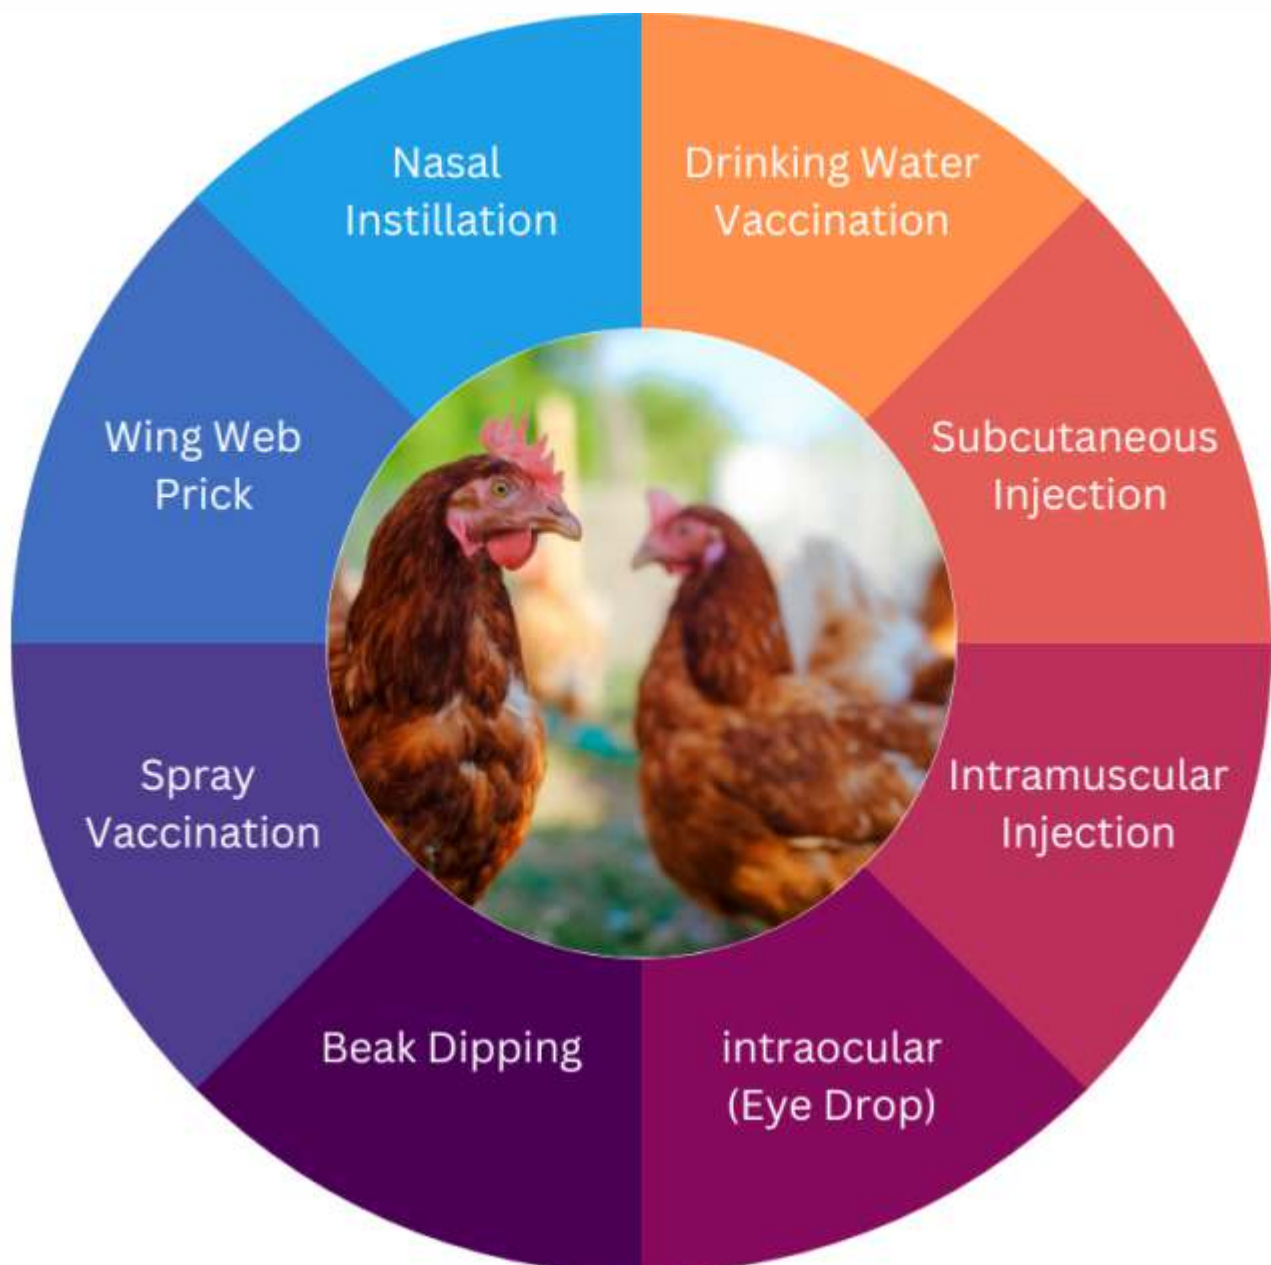 Nasal
Instillation
Drinking Water
Vaccination
Wing Web
Prick
Subcutaneous
Injection
Spray
Vaccination
Intramuscular
Injection
Beak Dipping
intraocular
(Eye Drop)